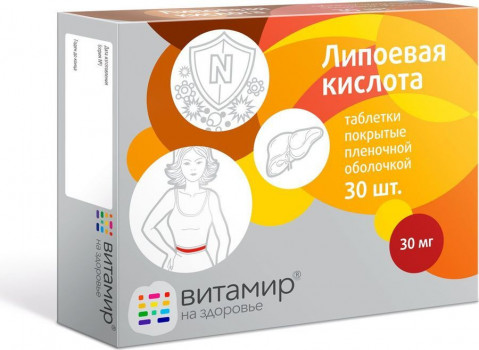 Липоевая
кислота
таблетки
покрытые
пленочной
оболочкой
30 шт.
30 мг
N
витамир®
на здоровье
витамир®
на здоровье